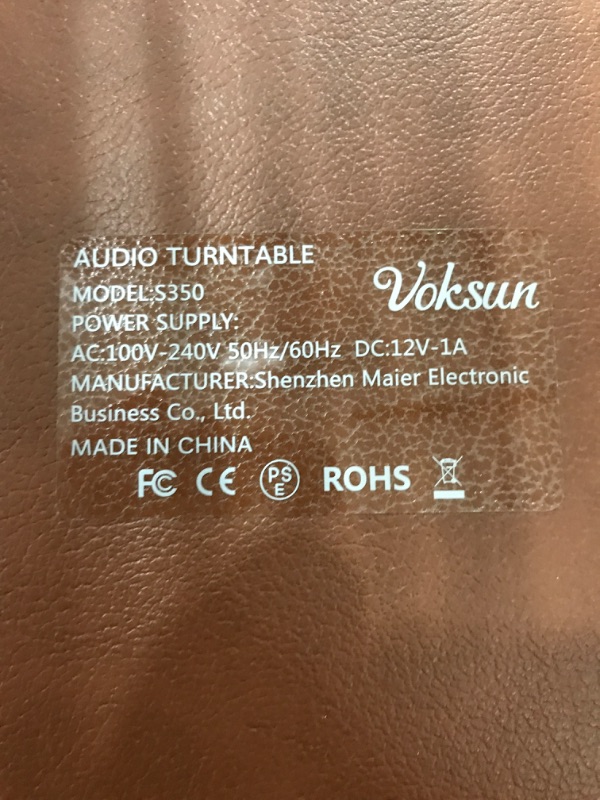 AUDIO TURNTABLE
Voksun
MODEL:S350
POWER SUPPLY:
AC:100V-240V 50Hz/60Hz DC:12V-1A
MANUFACTURER:Shenzhen Maier Electronic
Business Co., Ltd.
MADE IN CHINA
FC CE PSE ROHS